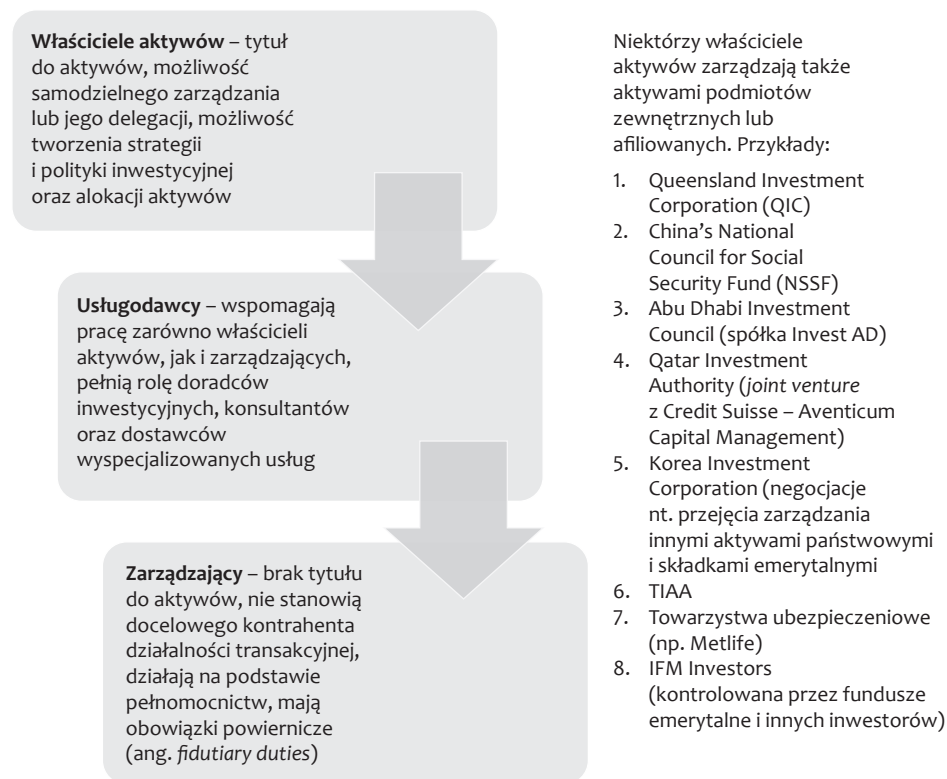 Właściciele aktywów – tytuł
do aktywów, możliwość
samodzielnego zarządzania
lub jego delegacji, możliwość
tworzenia strategii
i polityki inwestycyjnej
oraz alokacji aktywów
Usługodawcy – wspomagają
pracę zarówno właścicieli
aktywów, jak i zarządzających,
pełnią rolę doradców
inwestycyjnych, konsultantów
oraz dostawców
wyspecjalizowanych usług
Zarządzający – brak tytułu
do aktywów, nie stanowią
docelowego kontrahenta
działalności transakcyjnej,
działają na podstawie
pełnomocnictw, mają
obowiązki powiernicze
(ang. fidutiary duties)
Niektórzy właściciele
aktywów zarządzają także
aktywami podmiotów
zewnętrznych lub
afiliowanych. Przykłady:
1. Queensland Investment
Corporation (QIC)
2. China's National
Council for Social
Security Fund (NSSF)
3. Abu Dhabi Investment
Council (spółka Invest AD)
4. Qatar Investment
Authority (joint venture
z Credit Suisse – Aventicum
Capital Management)
5. Korea Investment
Corporation (negocjacje
nt. przejęcia zarządzania
innymi aktywami państwowymi
i składkami emerytalnymi
6. TIAA
7. Towarzystwa ubezpieczeniowe
(np. Metlife)
8. IFM Investors
(kontrolowana przez fundusze
emerytalne i innych inwestorów)